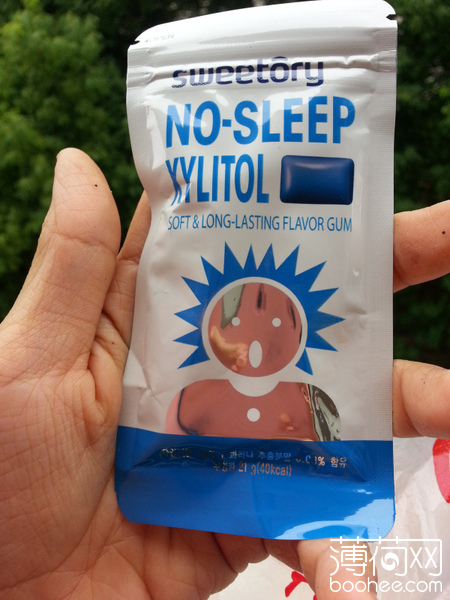 sweetory
NO-SLEEP
XYLITOL
SOFT & LONG-LASTING FLAVOR GUM
(40kcal)
薄荷网
boohee.com